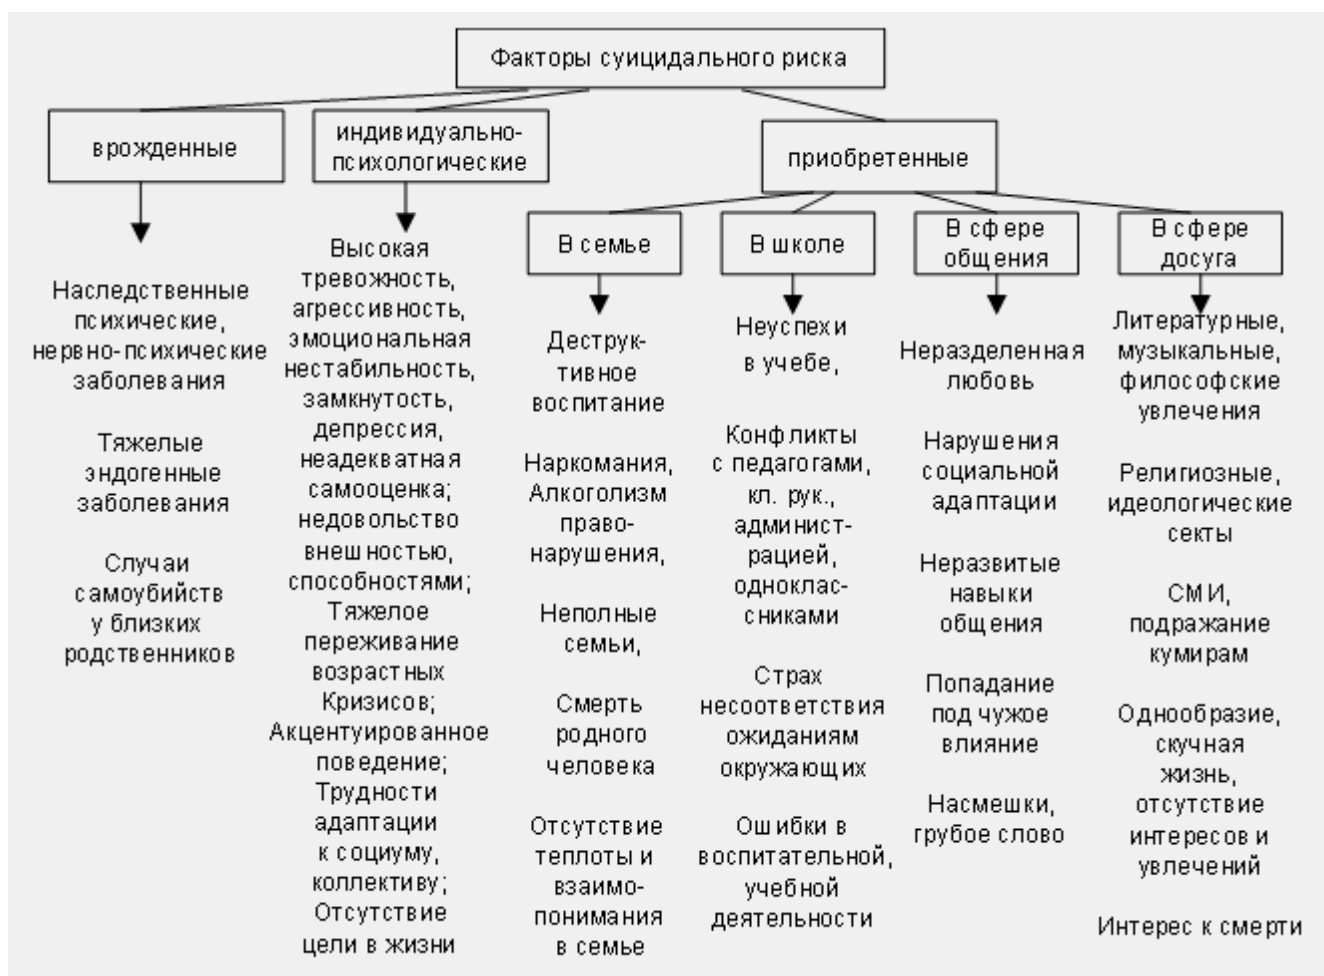 Факторы суицидального риска
врожденные
индивидуально-
психологические
приобретенные
В семье
В школе
В сфере
общения
В сфере
досуга
Наследственные
психические,
нервно-психические
заболевания
Тяжелые
эндогенные
заболевания
Случаи
самоубийств
у близких
родственников
Высокая
тревожность,
агрессивность,
эмоциональная
нестабильность,
замкнутость,
депрессия,
неадекватная
самооценка;
недовольство
внешностью,
способностями;
Тяжелое
переживание
возрастных
Кризисов;
Акцентуированное
поведение;
Трудности
адаптации
к социуму,
коллективу;
Отсутствие
цели в жизни
Деструк-
тивное
воспитание
Наркомания,
Алкоголизм
право-
нарушения,
Неполные
семьи,
Смерть
родного
человека
Отсутствие
теплоты и
взаимо-
понимания
в семье
Неуспехи
в учебе,
Конфликты
с педагогами,
кл. рук.,
админист-
рацией,
одноклас-
сниками
Страх
несоответствия
ожиданиям
окружающих
Ошибки в
воспитательной,
учебной
деятельности
Неразделенная
любовь
Нарушения
социальной
адаптации
Неразвитые
навыки
общения
Попадание
под чужое
влияние
Насмешки,
грубое слово
Литературные,
музыкальные,
философские
увлечения
Религиозные,
идеологические
секты
СМИ,
подражание
кумирам
Однообразие,
скучная
жизнь,
отсутствие
интересов и
увлечений
Интерес к смерти